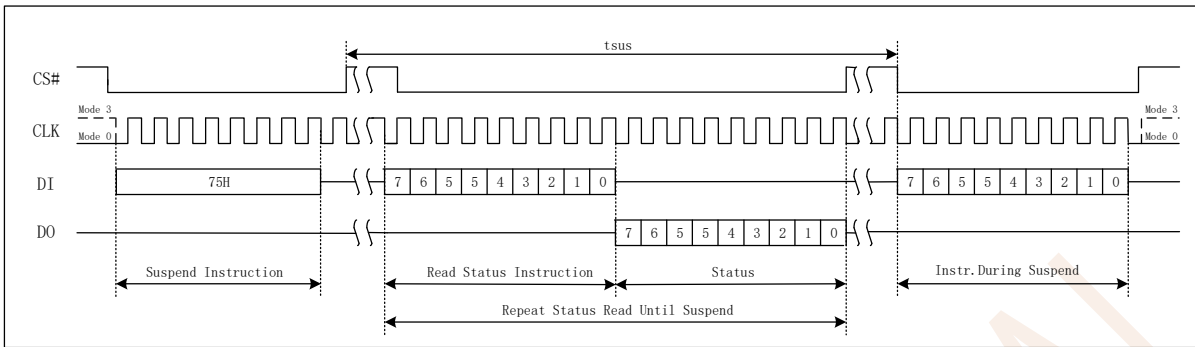 tsus
CS#
Mode 3
Mode 3
CLK
Mode 0
Mode 0
DI
75H
7 6 5 5 4 3 2 1 0
7 6 5 5 4 3 2 1 0
DO
7 6 5 5 4 3 2 1 0
Suspend Instruction
Read Status Instruction
Status
Instr.During Suspend
Repeat Status Read Until Suspend